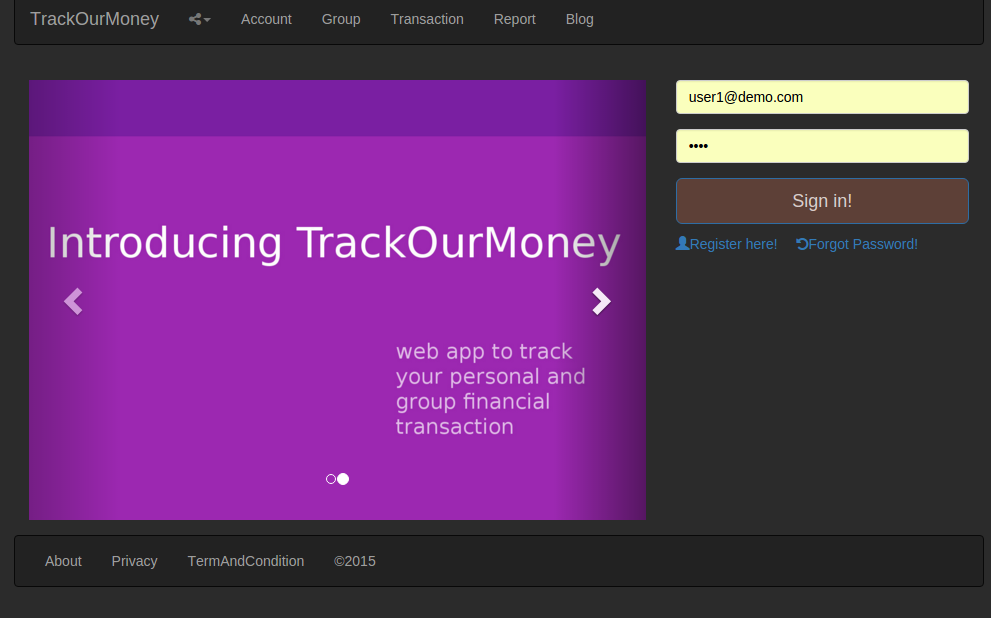 TrackOurMoney Account Group Transaction Report Blog
Introducing TrackOurMoney
web app to track
your personal and
group financial
transaction
user1@demo.com
••••
Sign in!
Register here! Forgot Password!
About Privacy TermAndCondition ©2015